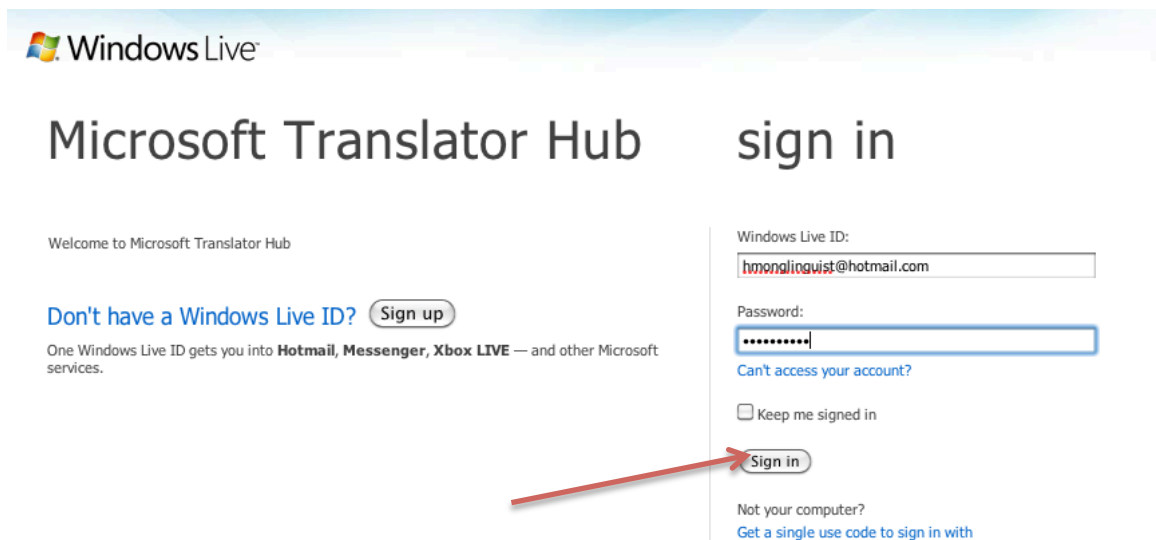 Windows Live
Microsoft Translator Hub
sign in
Welcome to Microsoft Translator Hub
Don't have a Windows Live ID? Sign up
One Windows Live ID gets you into Hotmail, Messenger, Xbox LIVE — and other Microsoft
services.
Windows Live ID:
hmonglinguist@hotmail.com
Password:
••••••••••
Can't access your account?
Keep me signed in
Sign in
Not your computer?
Get a single use code to sign in with